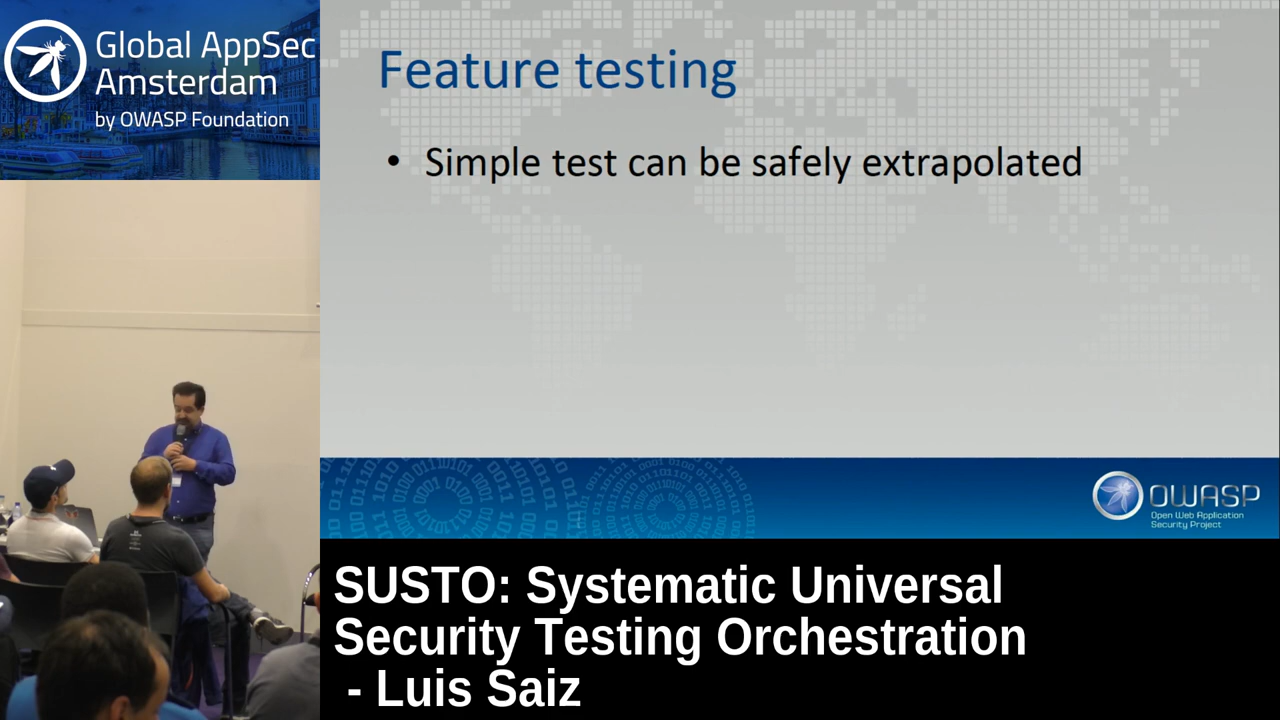 Global AppSec
Amsterdam
by OWASP Foundation
Feature testing
• Simple test can be safely extrapolated
OWASP
Open Web Application
Security Project
SUSTO: Systematic Universal
Security Testing Orchestration
- Luis Saiz